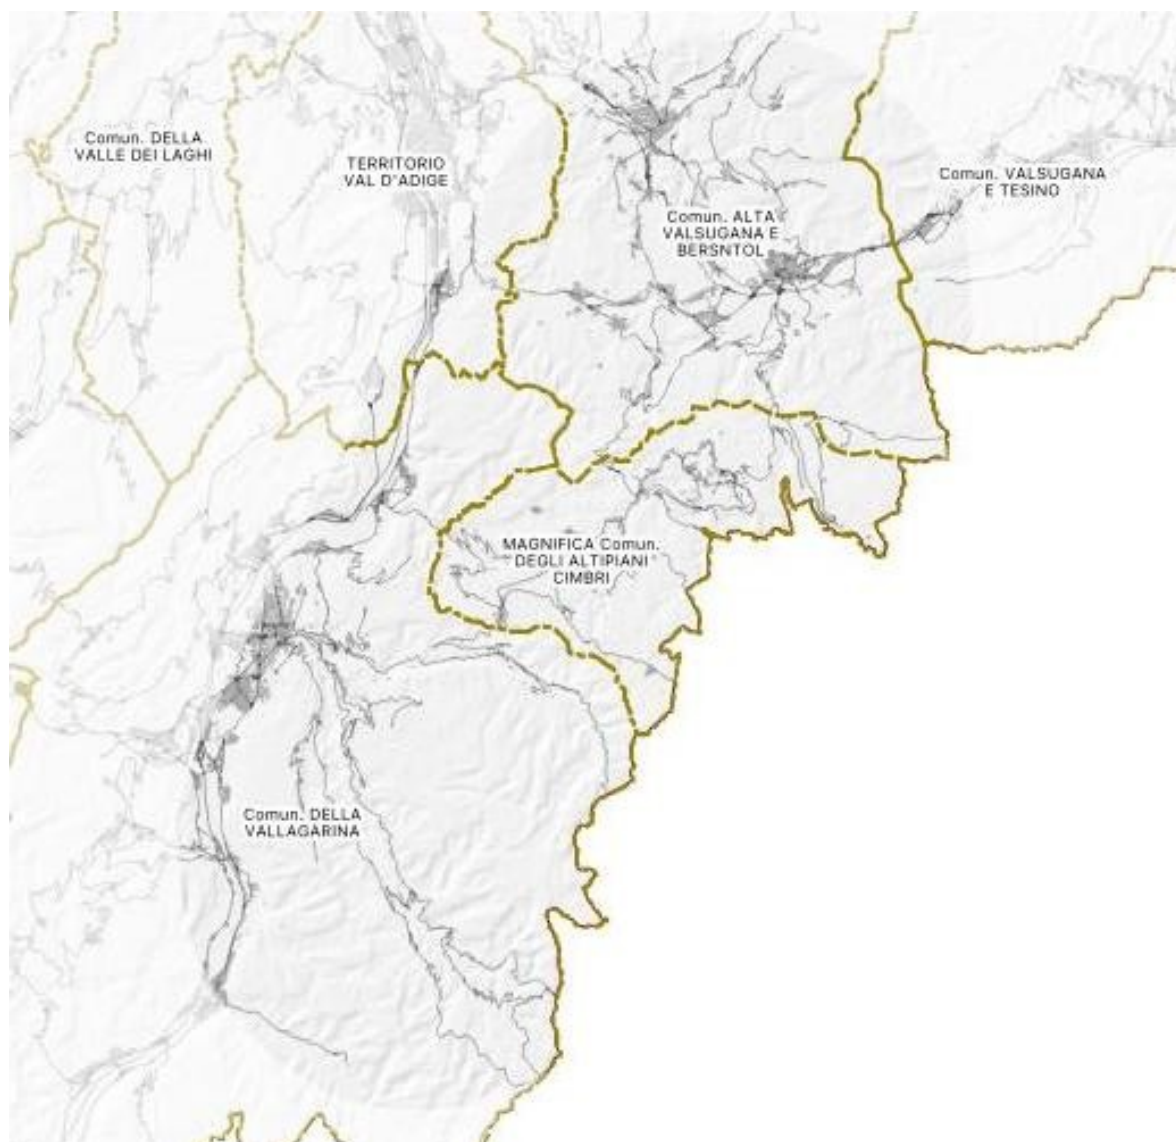 Comun. DELLA
VALLE DEI LAGHI
TERRITORIO
VAL D'ADIGE
Comun. VALSUGANA
E TESINO
Comun. ALTA
VALSUGANA E
BERSNTOL
MAGNIFICA Comun.
DEGLI ALTIPIANI
CIMBRI
Comun. DELLA
VALLAGARINA